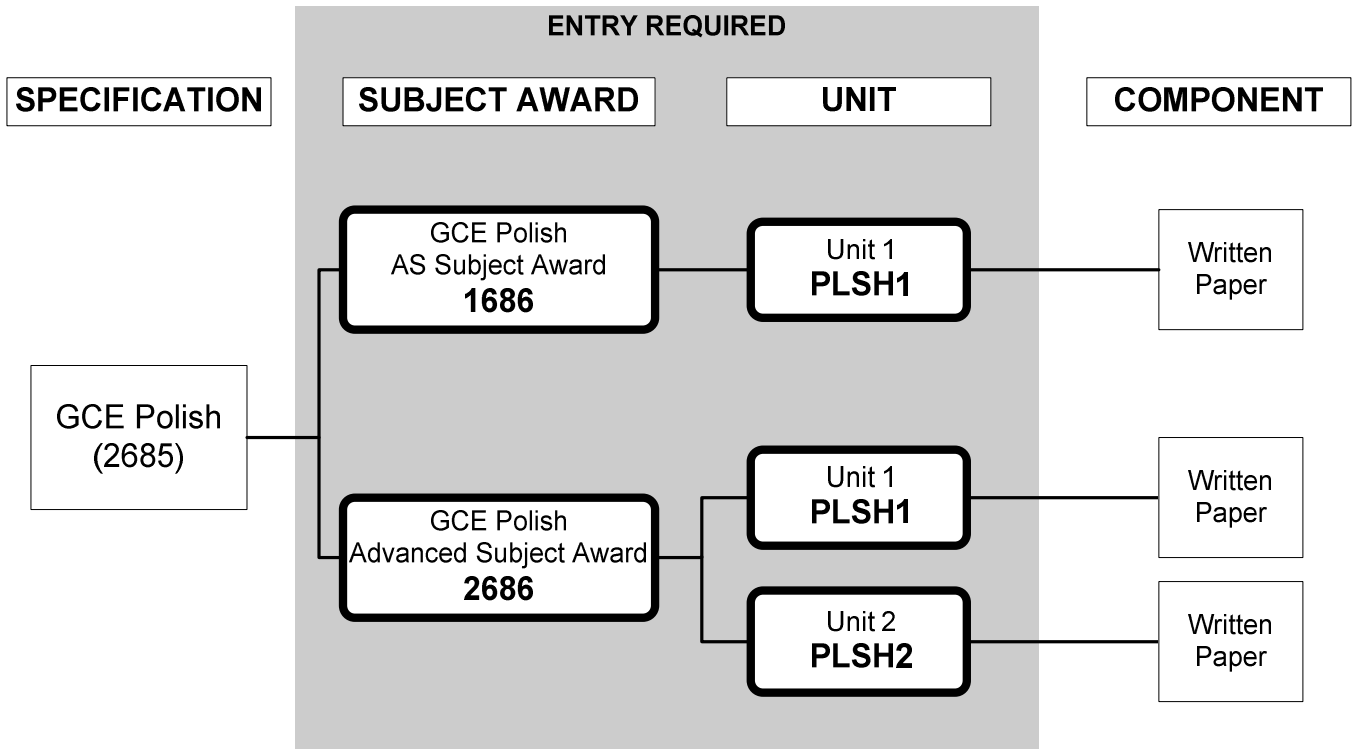 ENTRY REQUIRED
SPECIFICATION
SUBJECT AWARD
UNIT
COMPONENT
GCE Polish
(2685)
GCE Polish
AS Subject Award
1686
Unit 1
PLSH1
Written
Paper
GCE Polish
Advanced Subject Award
2686
Unit 1
PLSH1
Written
Paper
Unit 2
PLSH2
Written
Paper